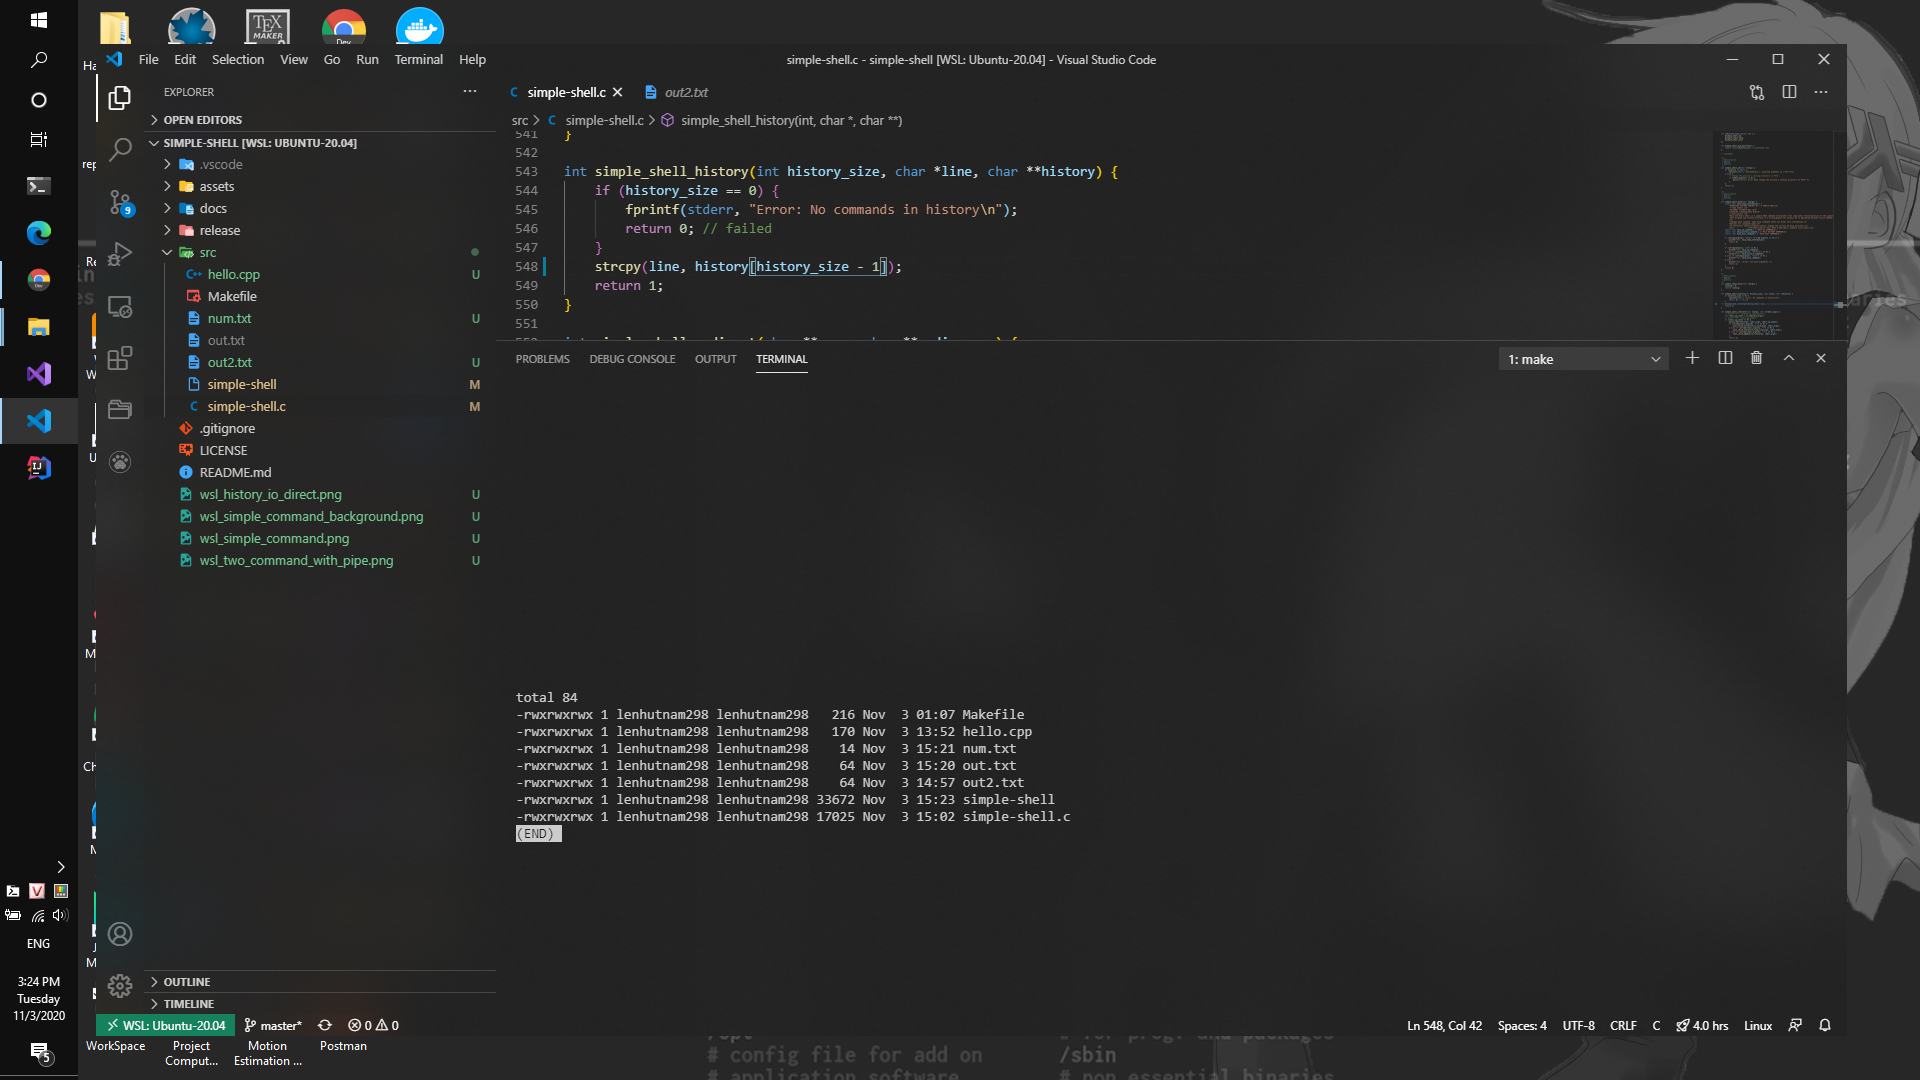 TEX
MAKER
Dev
Ha
File Edit Selection View Go Run Terminal Help
simple-shell.c - simple-shell [WSL: Ubuntu-20.04] - Visual Studio Code
EXPLORER
OPEN EDITORS
SIMPLE-SHELL [WSL: UBUNTU-20.04]
.vscode
assets
docs
release
src
hello.cpp U
Makefile
num.txt U
out.txt
out2.txt U
simple-shell M
simple-shell.c M
.gitignore
LICENSE
README.md
wsl_history_io_direct.png U
wsl_simple_command_background.png U
wsl_simple_command.png U
wsl_two_command_with_pipe.png U
OUTLINE
TIMELINE
9
rep
Re
simple-shell.c out2.txt
src > simple-shell.c > simple_shell_history(int, char *, char **)
541 }
542
543 int simple_shell_history(int history_size, char *line, char **history) {
544 if (history_size == 0) {
545 fprintf(stderr, "Error: No commands in history\n");
546 return 0; // failed
547 }
548 strcpy(line, history[history_size - 1]);
549 return 1;
550 }
551
PROBLEMS DEBUG CONSOLE OUTPUT TERMINAL
1: make
total 84
-rwxrwxrwx 1 lenhutnam298 lenhutnam298 216 Nov 3 01:07 Makefile
-rwxrwxrwx 1 lenhutnam298 lenhutnam298 170 Nov 3 13:52 hello.cpp
-rwxrwxrwx 1 lenhutnam298 lenhutnam298 14 Nov 3 15:21 num.txt
-rwxrwxrwx 1 lenhutnam298 lenhutnam298 64 Nov 3 15:20 out.txt
-rwxrwxrwx 1 lenhutnam298 lenhutnam298 64 Nov 3 14:57 out2.txt
-rwxrwxrwx 1 lenhutnam298 lenhutnam298 33672 Nov 3 15:23 simple-shell
-rwxrwxrwx 1 lenhutnam298 lenhutnam298 17025 Nov 3 15:02 simple-shell.c
(END)
ENG
3:24 PM
Tuesday
11/3/2020
5
WSL: Ubuntu-20.04 master* 0 0
Ln 548, Col 42 Spaces: 4 UTF-8 CRLF C 4.0 hrs Linux
WorkSpace
Project
Comput...
Motion
Estimation ...
Postman
# config file for add on
# application software
/sbin
# non essential binaries